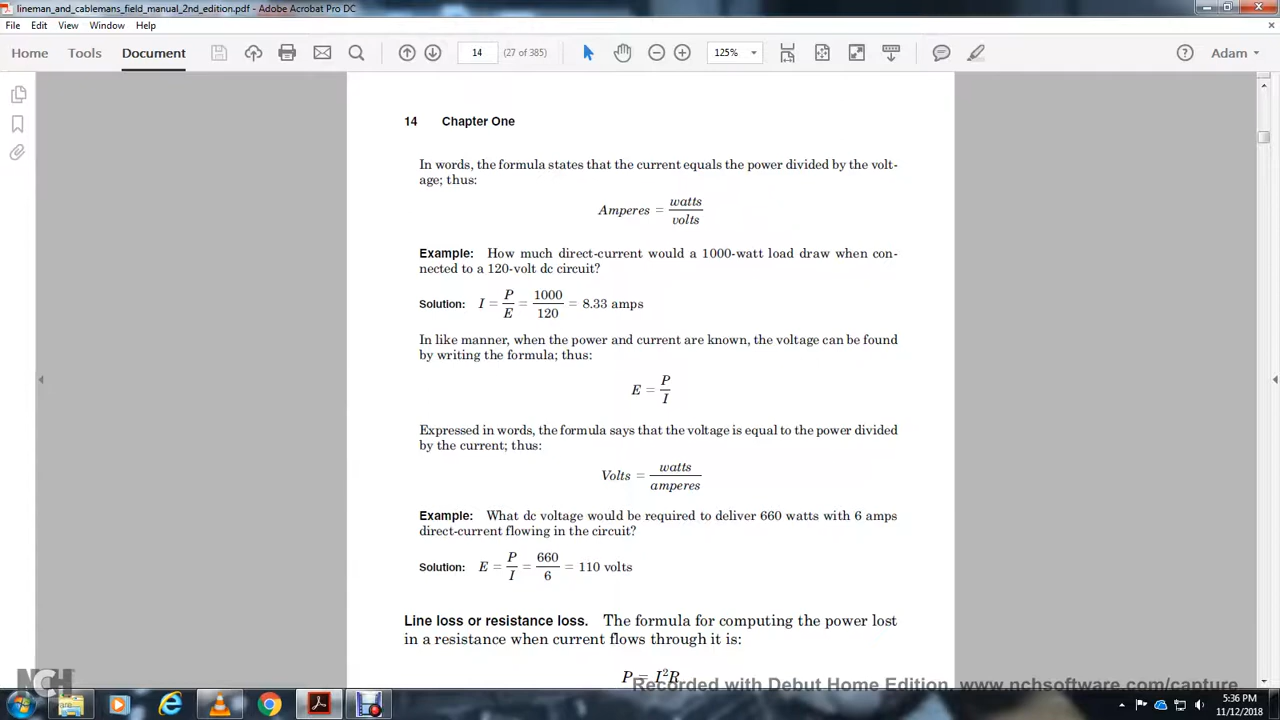 lineman_and_cablemans_field_manual_2nd_edition.pdf - Adobe Acrobat Pro DC
File Edit View Window Help
Home Tools Document 14 (27 of 385) 125% Adam
14 Chapter One
In words, the formula states that the current equals the power divided by the volt-
age; thus:
Amperes = watts / volts
Example: How much direct-current would a 1000-watt load draw when con-
nected to a 120-volt dc circuit?
Solution: I = P / E = 1000 / 120 = 8.33 amps
In like manner, when the power and current are known, the voltage can be found
by writing the formula; thus:
E = P / I
Expressed in words, the formula says that the voltage is equal to the power divided
by the current; thus:
Volts = watts / amperes
Example: What dc voltage would be required to deliver 660 watts with 6 amps
direct-current flowing in the circuit?
Solution: E = P / I = 660 / 6 = 110 volts
Line loss or resistance loss. The formula for computing the power lost
in a resistance when current flows through it is:
P = I²R
NCH
Recorded with Debut Home Edition. www.nchsoftware.com/capture
5:36 PM
11/12/2018